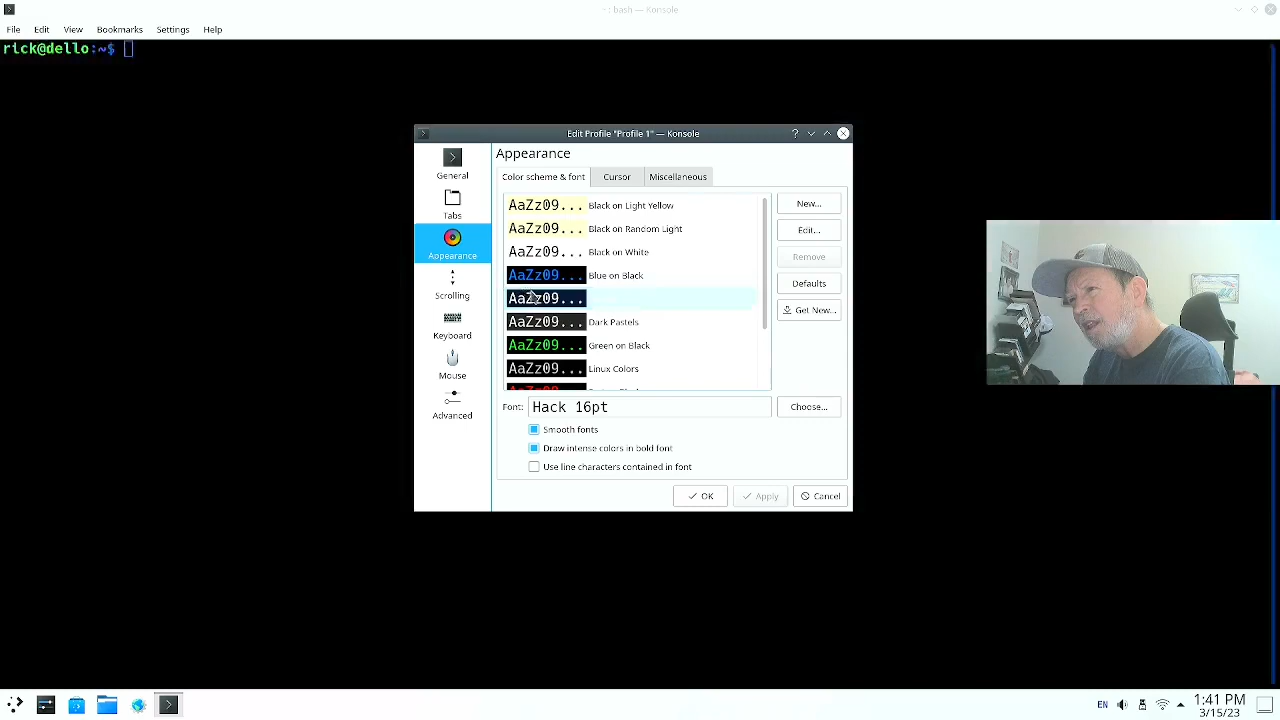 ~ : bash — Konsole
File Edit View Bookmarks Settings Help
rick@dello:~$
Edit Profile "Profile 1" — Konsole
?
General
Tabs
Appearance
Scrolling
Keyboard
Mouse
Advanced
Appearance
Color scheme & font Cursor Miscellaneous
AaZz09... Black on Light Yellow
AaZz09... Black on Random Light
AaZz09... Black on White
AaZz09... Blue on Black
AaZz09...
AaZz09... Dark Pastels
AaZz09... Green on Black
AaZz09... Linux Colors
New...
Edit...
Remove
Defaults
Get New...
Font: Hack 16pt Choose...
Smooth fonts
Draw intense colors in bold font
Use line characters contained in font
OK Apply Cancel
EN 1:41 PM
3/15/23